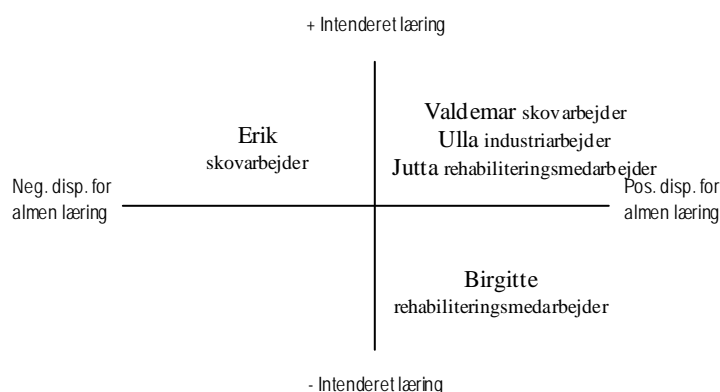 + Intenderet læring
Valdemar skovarbejder
Erik
Ulla industriarbejder
skovarbejder
Jutta rehabiliteringsmedarbejder
Neg. disp. for
almen læring
Pos. disp. for
almen læring
Birgitte
rehabiliteringsmedarbejder
- Intenderet læring